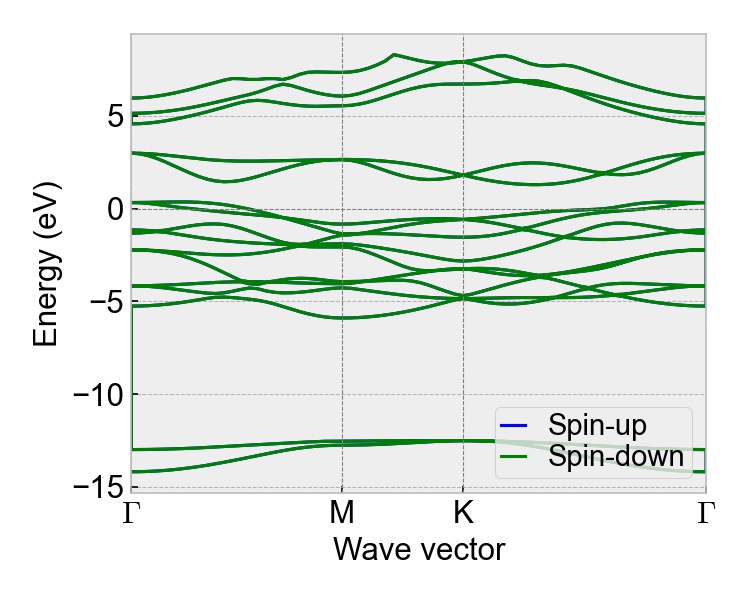 Energy (eV)
5
0
−5
−10
−15
Spin-up
Spin-down
Γ M K Γ
Wave vector